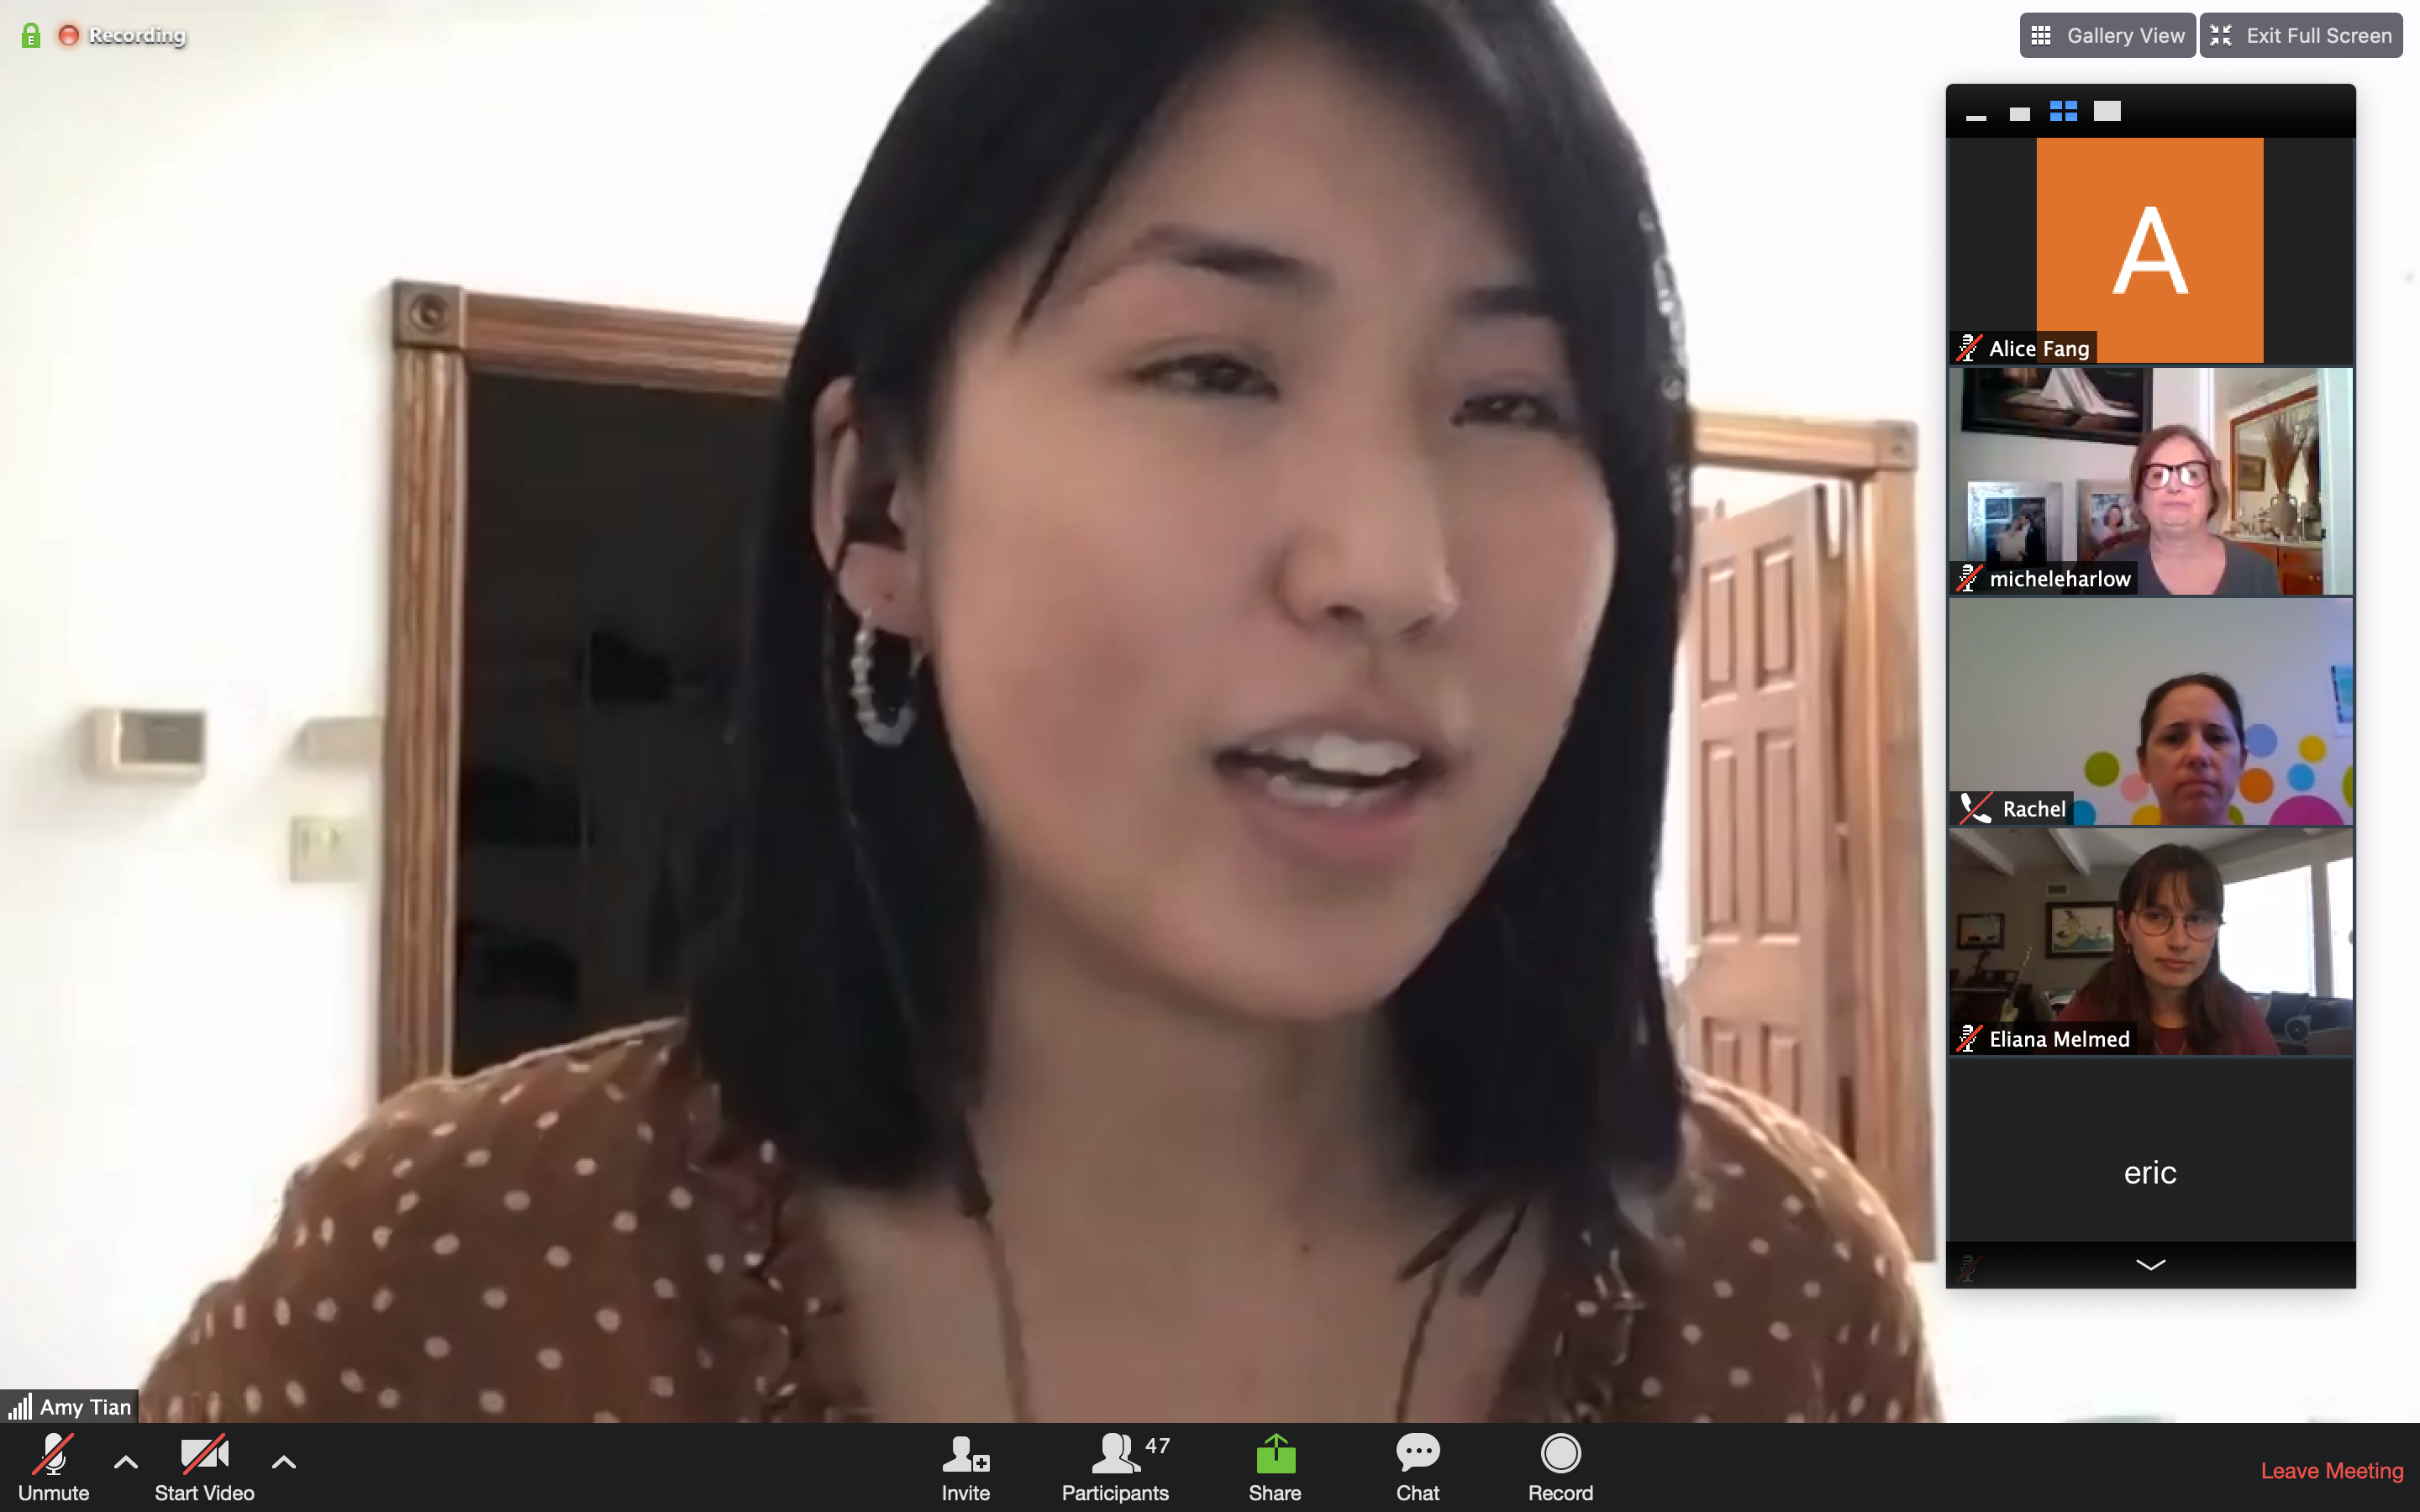 E
Recording
Gallery View
Exit Full Screen
A
Alice Fang
micheleharlow
Rachel
Eliana Melmed
eric
Amy Tian
Unmute
Start Video
Invite
Participants
47
Share
Chat
Record
Leave Meeting